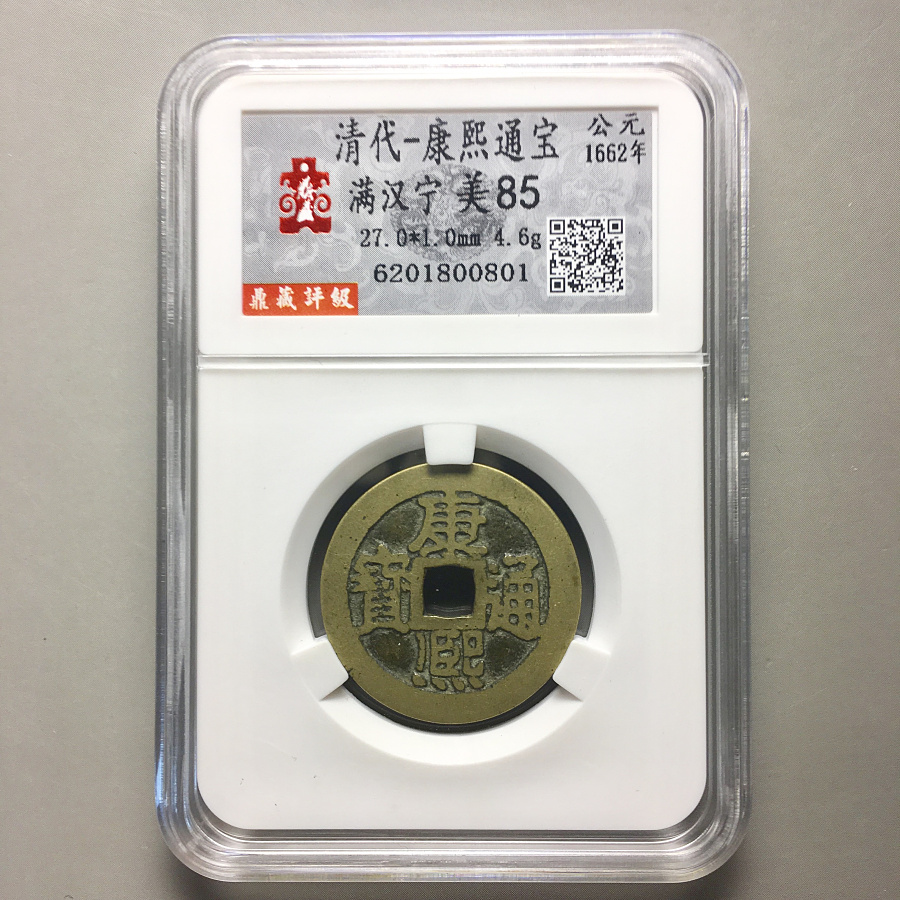 清代-康熙通宝
公元
1662年
满汉宁 美85
27.0*1.0mm 4.6g
6201800801
鼎藏評級
康熙通寶